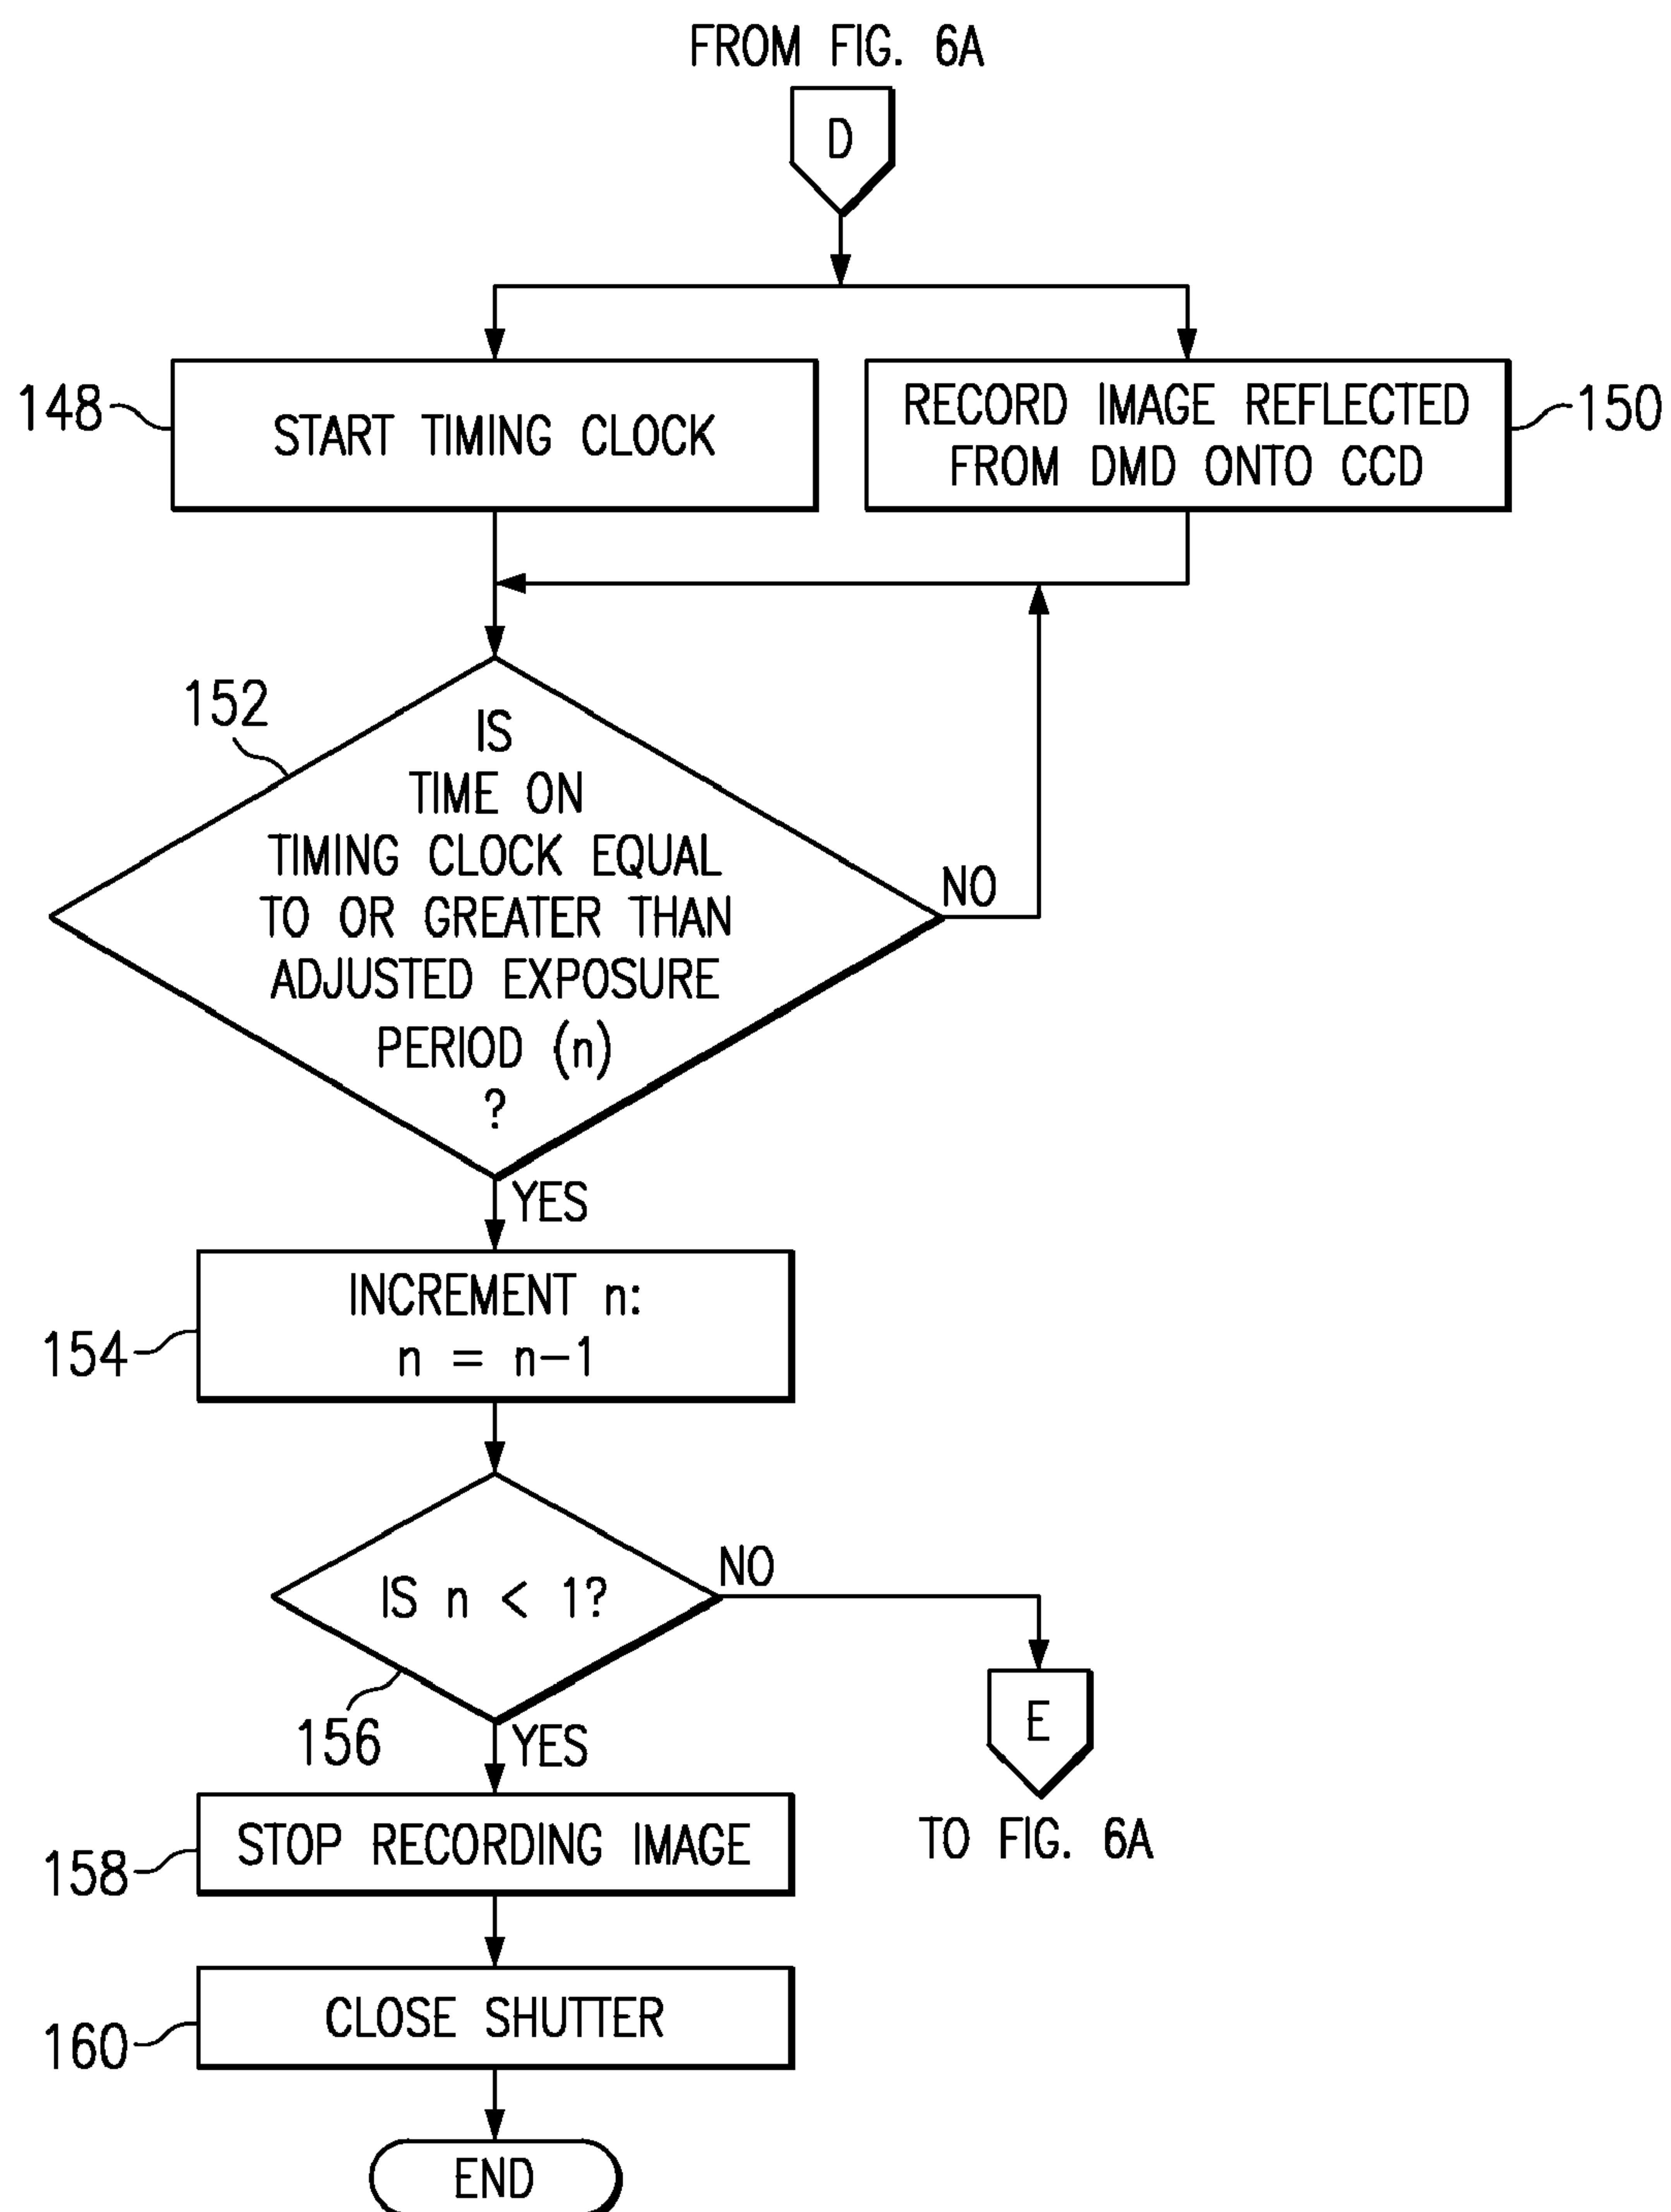 FROM FIG. 6A
D
148
START TIMING CLOCK
RECORD IMAGE REFLECTED
FROM DMD ONTO CCD
150
152
IS
TIME ON
TIMING CLOCK EQUAL
TO OR GREATER THAN
ADJUSTED EXPOSURE
PERIOD (n)
?
NO
YES
154
INCREMENT n:
n = n-1
IS n < 1?
NO
156
YES
E
TO FIG. 6A
158
STOP RECORDING IMAGE
160
CLOSE SHUTTER
END